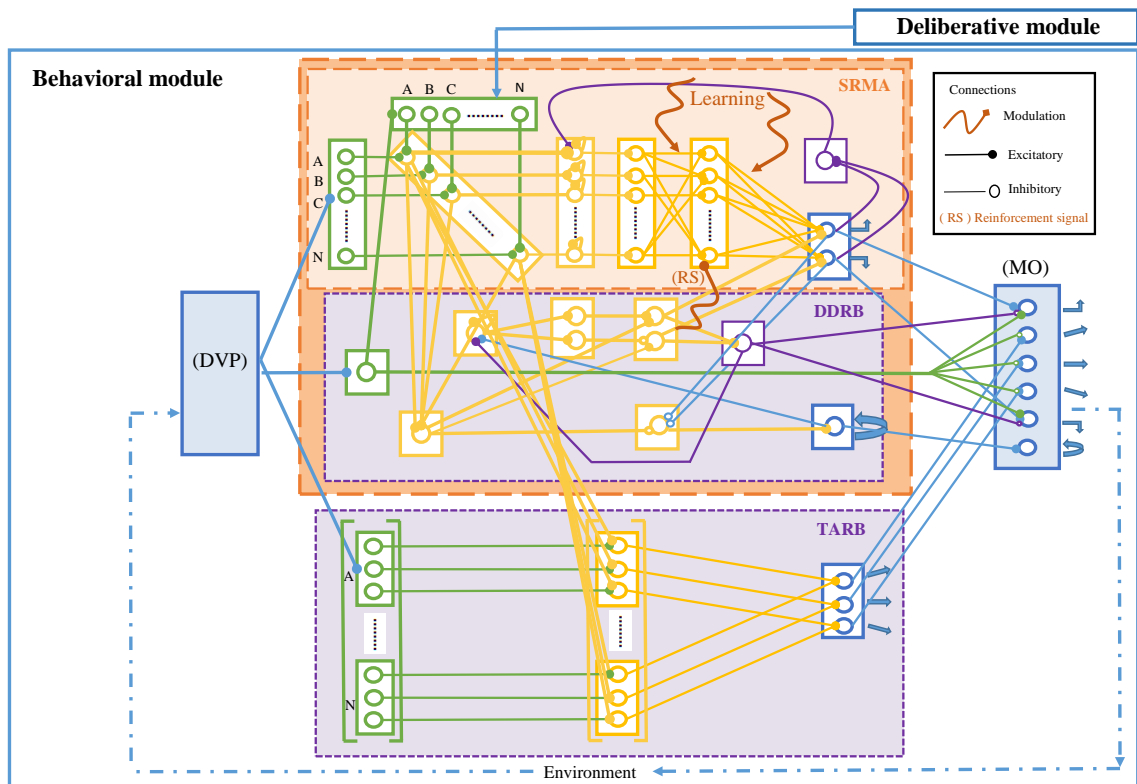 Deliberative module
Behavioral module
SRMA
A B C N
Learning
Connections
Modulation
Excitatory
Inhibitory
( RS ) Reinforcement signal
A
B
C
N
(RS)
(MO)
DDRB
(DVP)
TARB
A
N
Environment